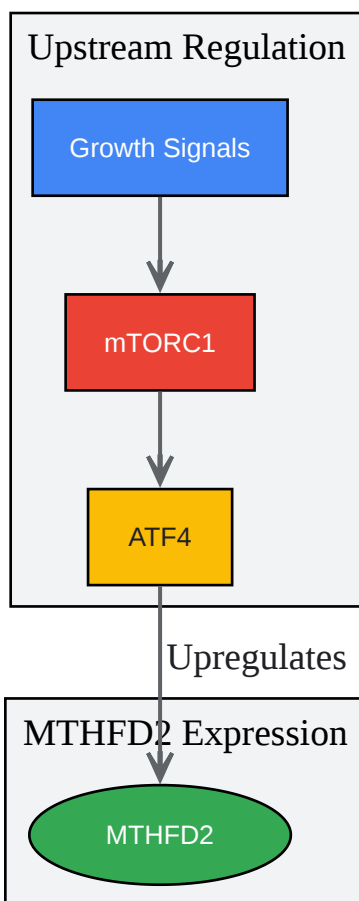 Upstream Regulation
Growth Signals
mTORC1
ATF4
Upregulates
MTHFD2 Expression
MTHFD2